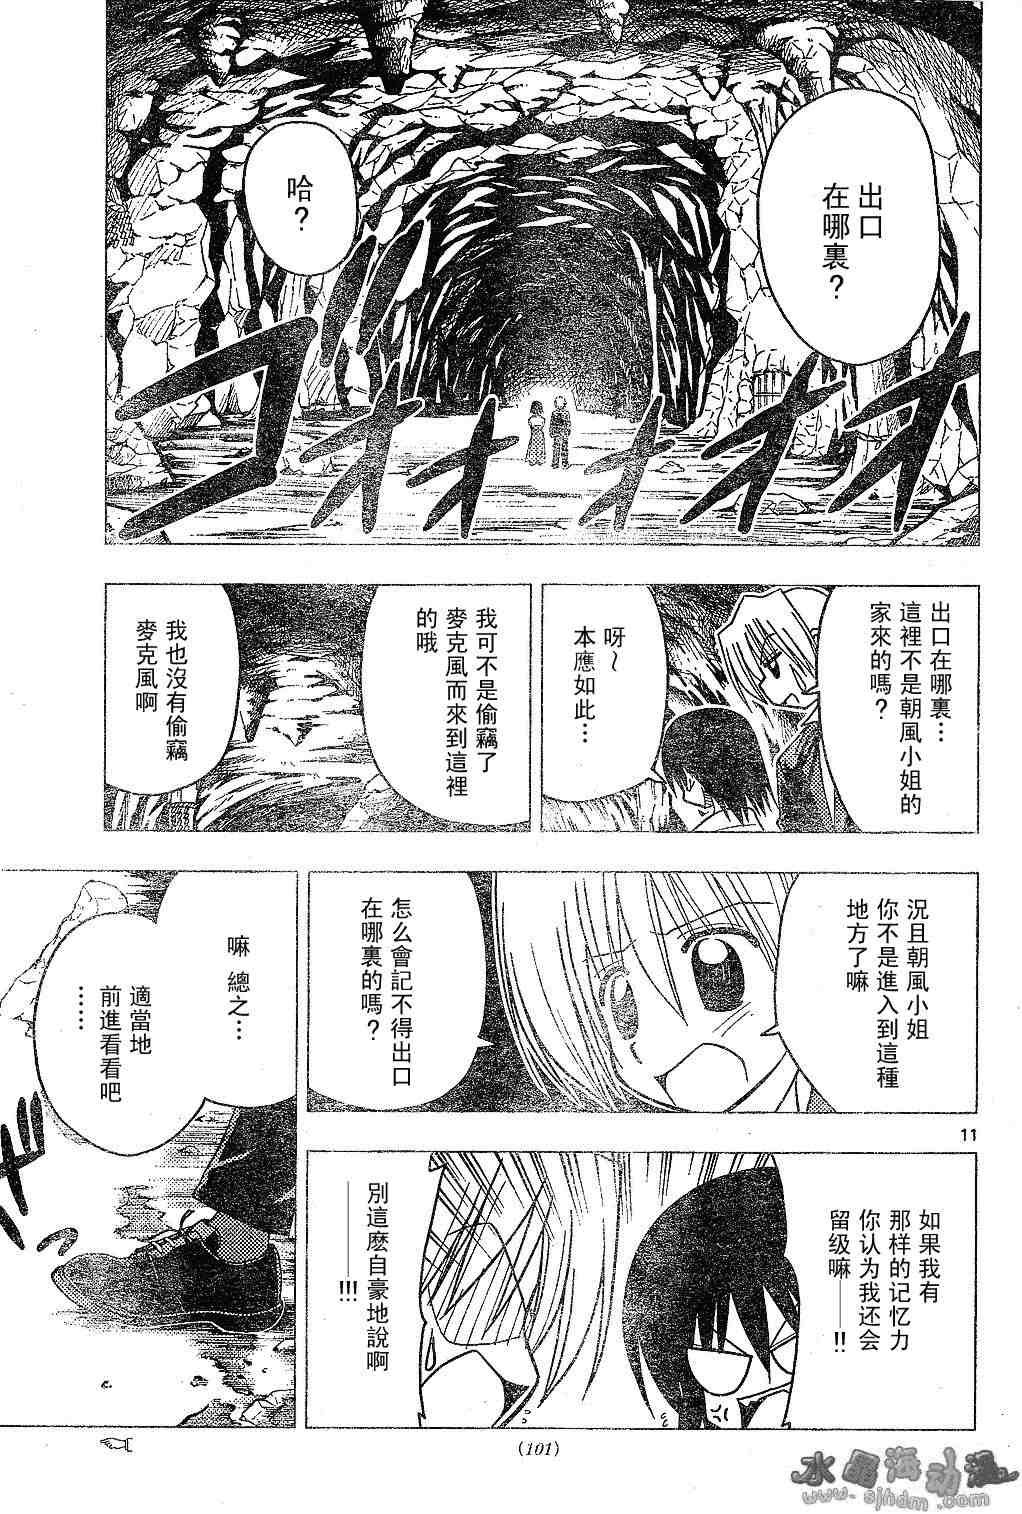 出口
在哪裏？
哈？
ゴオオオオオオ
出口在哪裏…
這裡不是朝風小姐的
家來的嗎？
呀～
本應如此…
我可不是偷竊了
麥克風而來到這裡
的哦
我也沒有偷竊
麥克風啊
況且朝風小姐
你不是進入到這種
地方了嘛
怎么會記不得出口
在哪裏的嗎？
11
如果我有
那样的记忆力
你认为我还会
留级嘛——!!
別這麽自豪地說啊
——!!!
嘛 總之…
適當地
前進看看吧
……
(101)
水晶海动漫
www.sjhdm.com